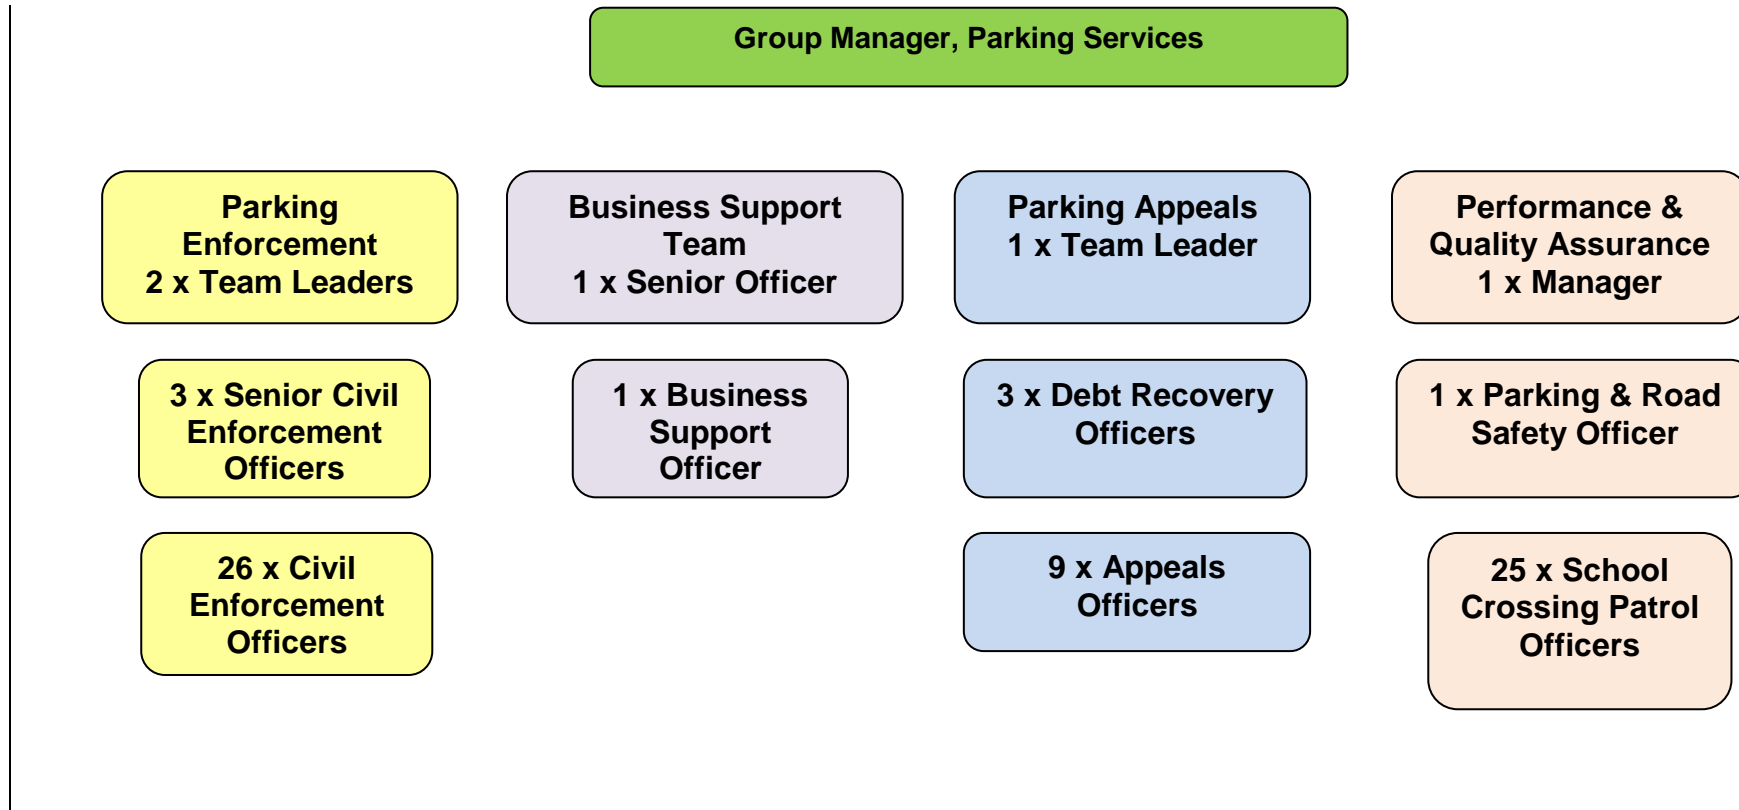 Group Manager, Parking Services
Parking
Enforcement
2 x Team Leaders
Business Support
Team
1 x Senior Officer
Parking Appeals
1 x Team Leader
Performance &
Quality Assurance
1 x Manager
3 x Senior Civil
Enforcement
Officers
1 x Business
Support
Officer
3 x Debt Recovery
Officers
1 x Parking & Road
Safety Officer
26 x Civil
Enforcement
Officers
9 x Appeals
Officers
25 x School
Crossing Patrol
Officers